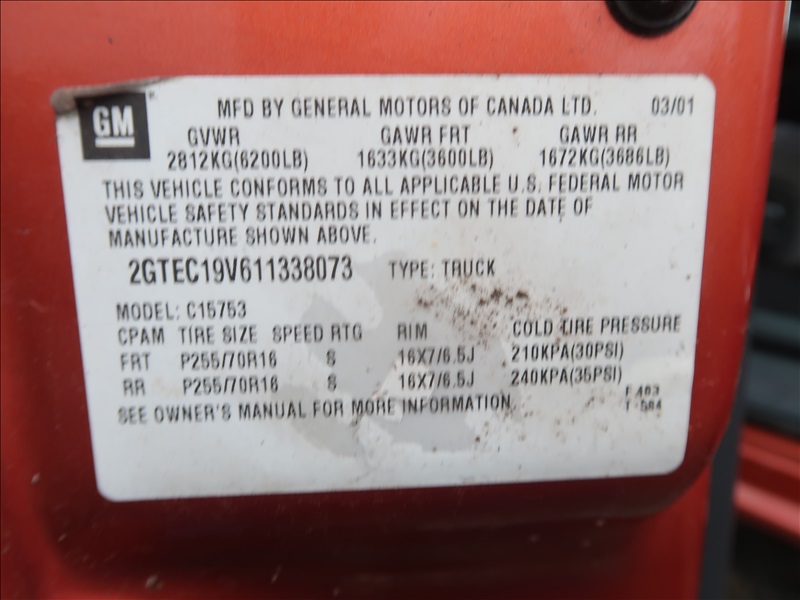 GM
MFD BY GENERAL MOTORS OF CANADA LTD. 03/01
GVWR GAWR FRT GAWR RR
2812KG(6200LB) 1633KG(3600LB) 1672KG(3686LB)
THIS VEHICLE CONFORMS TO ALL APPLICABLE U.S. FEDERAL MOTOR
VEHICLE SAFETY STANDARDS IN EFFECT ON THE DATE OF
MANUFACTURE SHOWN ABOVE.
2GTEC19V611338073 TYPE: TRUCK
MODEL: C15753
CPAM TIRE SIZE SPEED RTG RIM COLD TIRE PRESSURE
FRT P255/70R16 S 16X7/6.5J 210KPA(30PSI)
RR P255/70R16 S 16X7/6.5J 240KPA(35PSI)
SEE OWNER'S MANUAL FOR MORE INFORMATION.